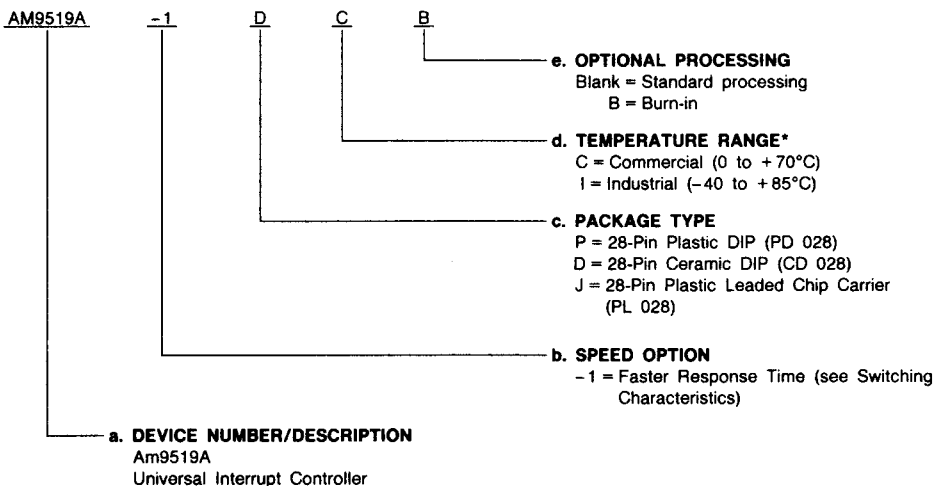 AM9519A -1 D C B
e. OPTIONAL PROCESSING
Blank = Standard processing
B = Burn-in
d. TEMPERATURE RANGE*
C = Commercial (0 to +70°C)
I = Industrial (-40 to +85°C)
c. PACKAGE TYPE
P = 28-Pin Plastic DIP (PD 028)
D = 28-Pin Ceramic DIP (CD 028)
J = 28-Pin Plastic Leaded Chip Carrier
(PL 028)
b. SPEED OPTION
-1 = Faster Response Time (see Switching
Characteristics)
a. DEVICE NUMBER/DESCRIPTION
Am9519A
Universal Interrupt Controller